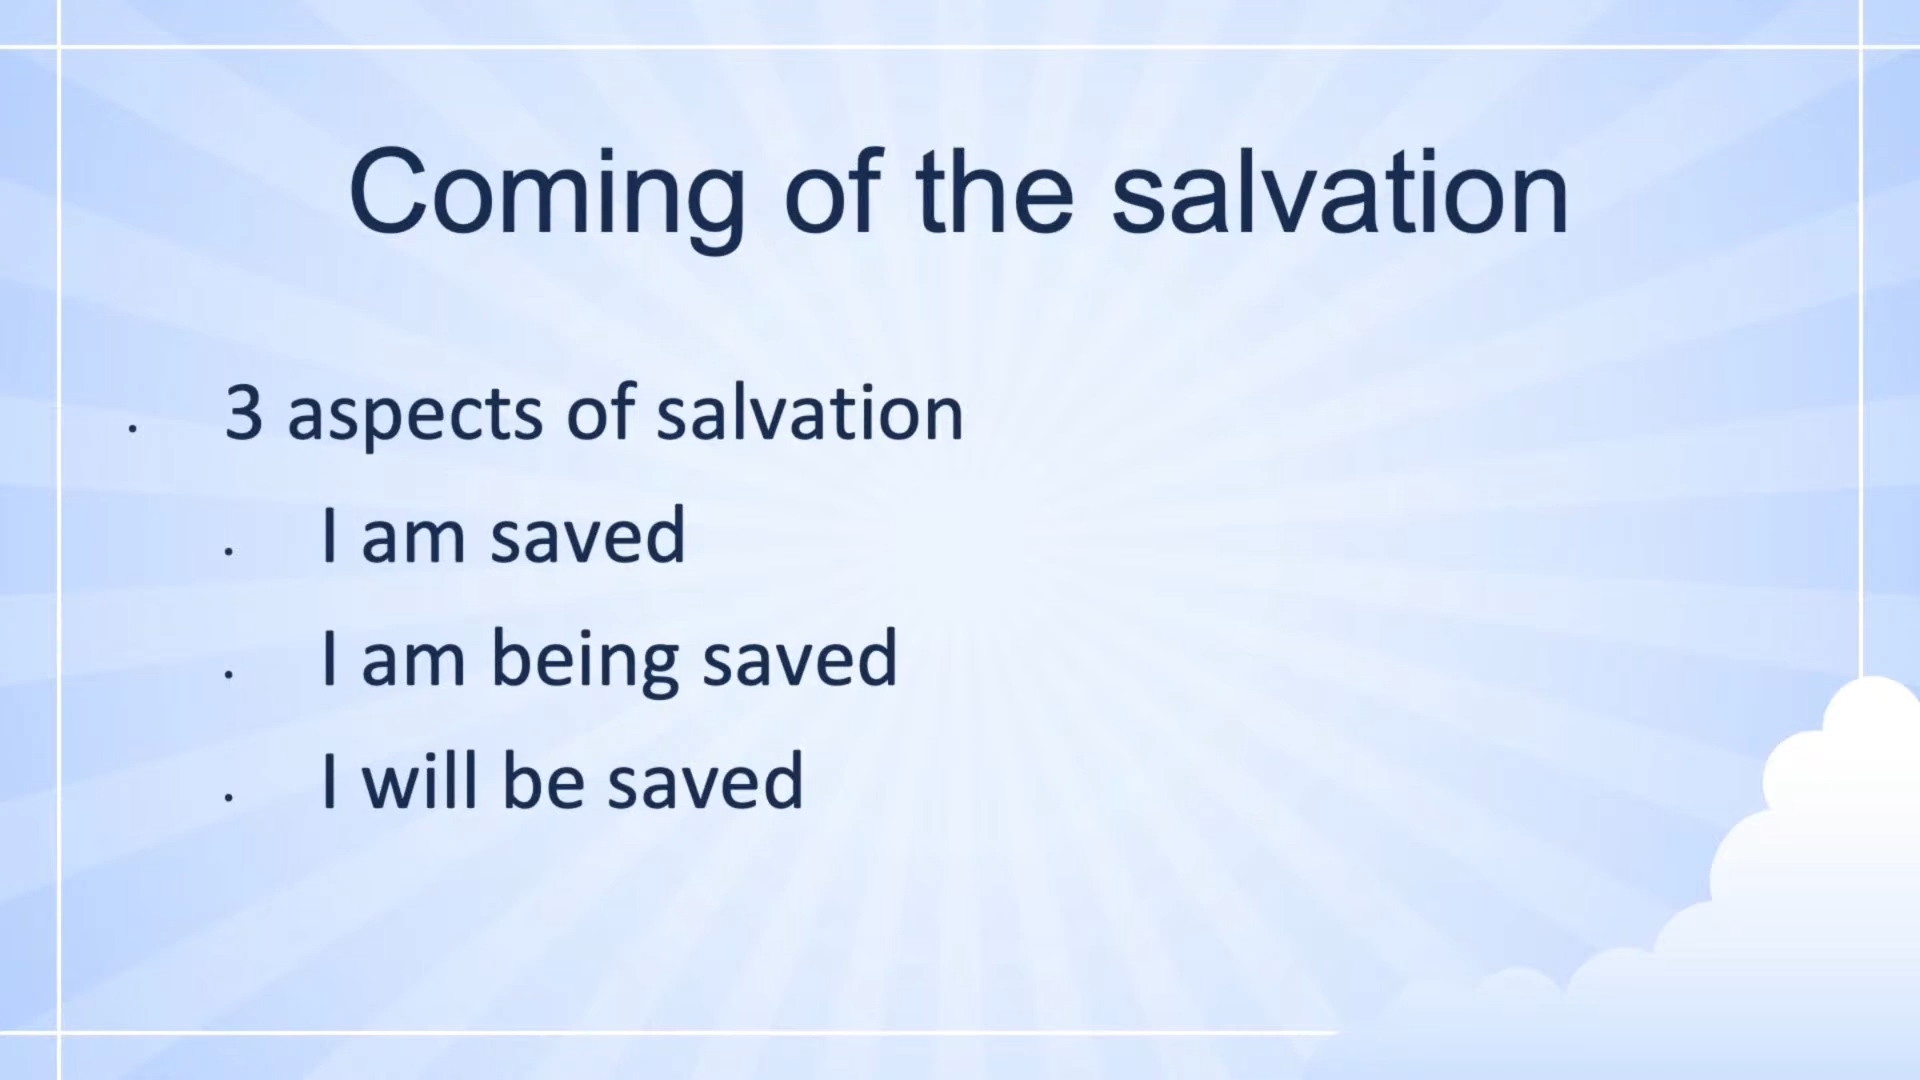 Coming of the salvation
. 3 aspects of salvation
. I am saved
. I am being saved
. I will be saved